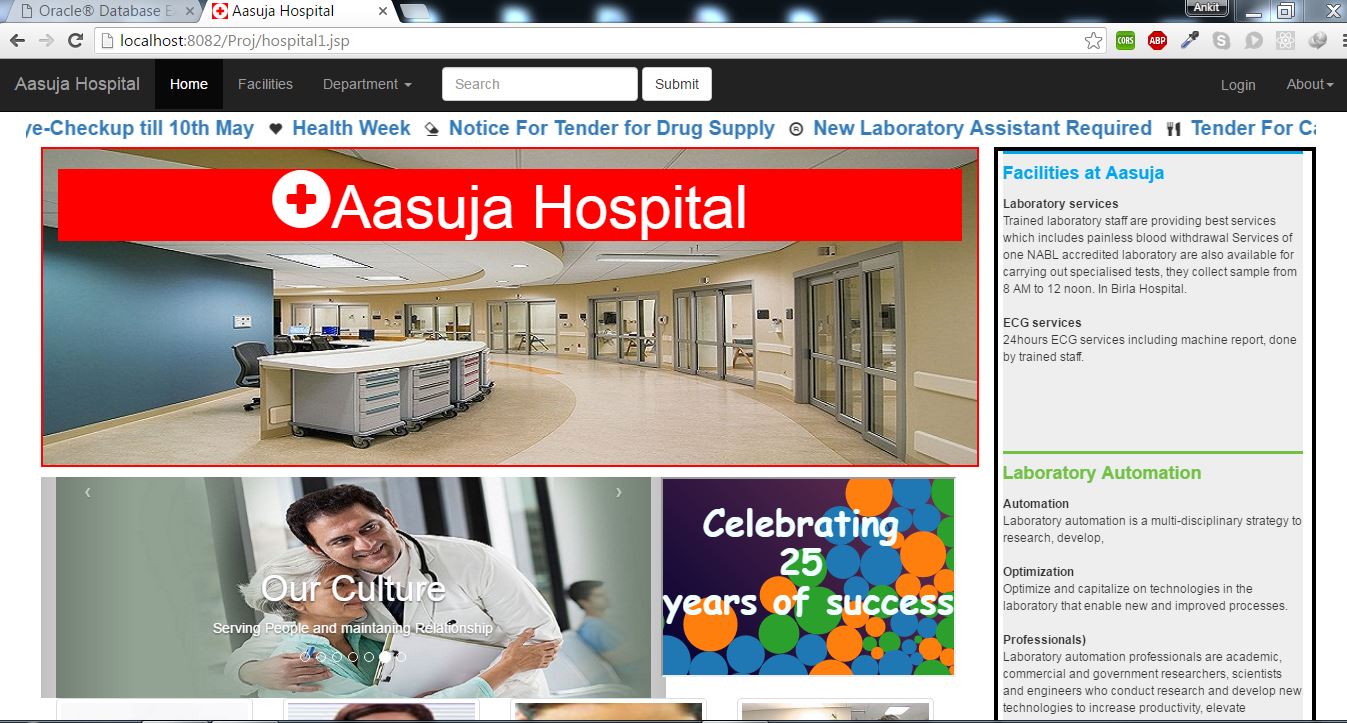 Oracle® Database Ex
Aasuja Hospital
Ankit
localhost:8082/Proj/hospital1.jsp
CORS
ABP
Aasuja Hospital
Home
Facilities
Department
Search
Submit
Login
About
ye-Checkup till 10th May Health Week Notice For Tender for Drug Supply New Laboratory Assistant Required Tender For Ca
Aasuja Hospital
Our Culture
Serving People and maintaning Relationship
Celebrating
25
years of success
Facilities at Aasuja
Laboratory services
Trained laboratory staff are providing best services
which includes painless blood withdrawal Services of
one NABL accredited laboratory are also available for
carrying out specialised tests, they collect sample from
8 AM to 12 noon. In Birla Hospital.
ECG services
24hours ECG services including machine report, done
by trained staff.
Laboratory Automation
Automation
Laboratory automation is a multi-disciplinary strategy to
research, develop,
Optimization
Optimize and capitalize on technologies in the
laboratory that enable new and improved processes.
Professionals)
Laboratory automation professionals are academic,
commercial and government researchers, scientists
and engineers who conduct research and develop new
technologies to increase productivity, elevate